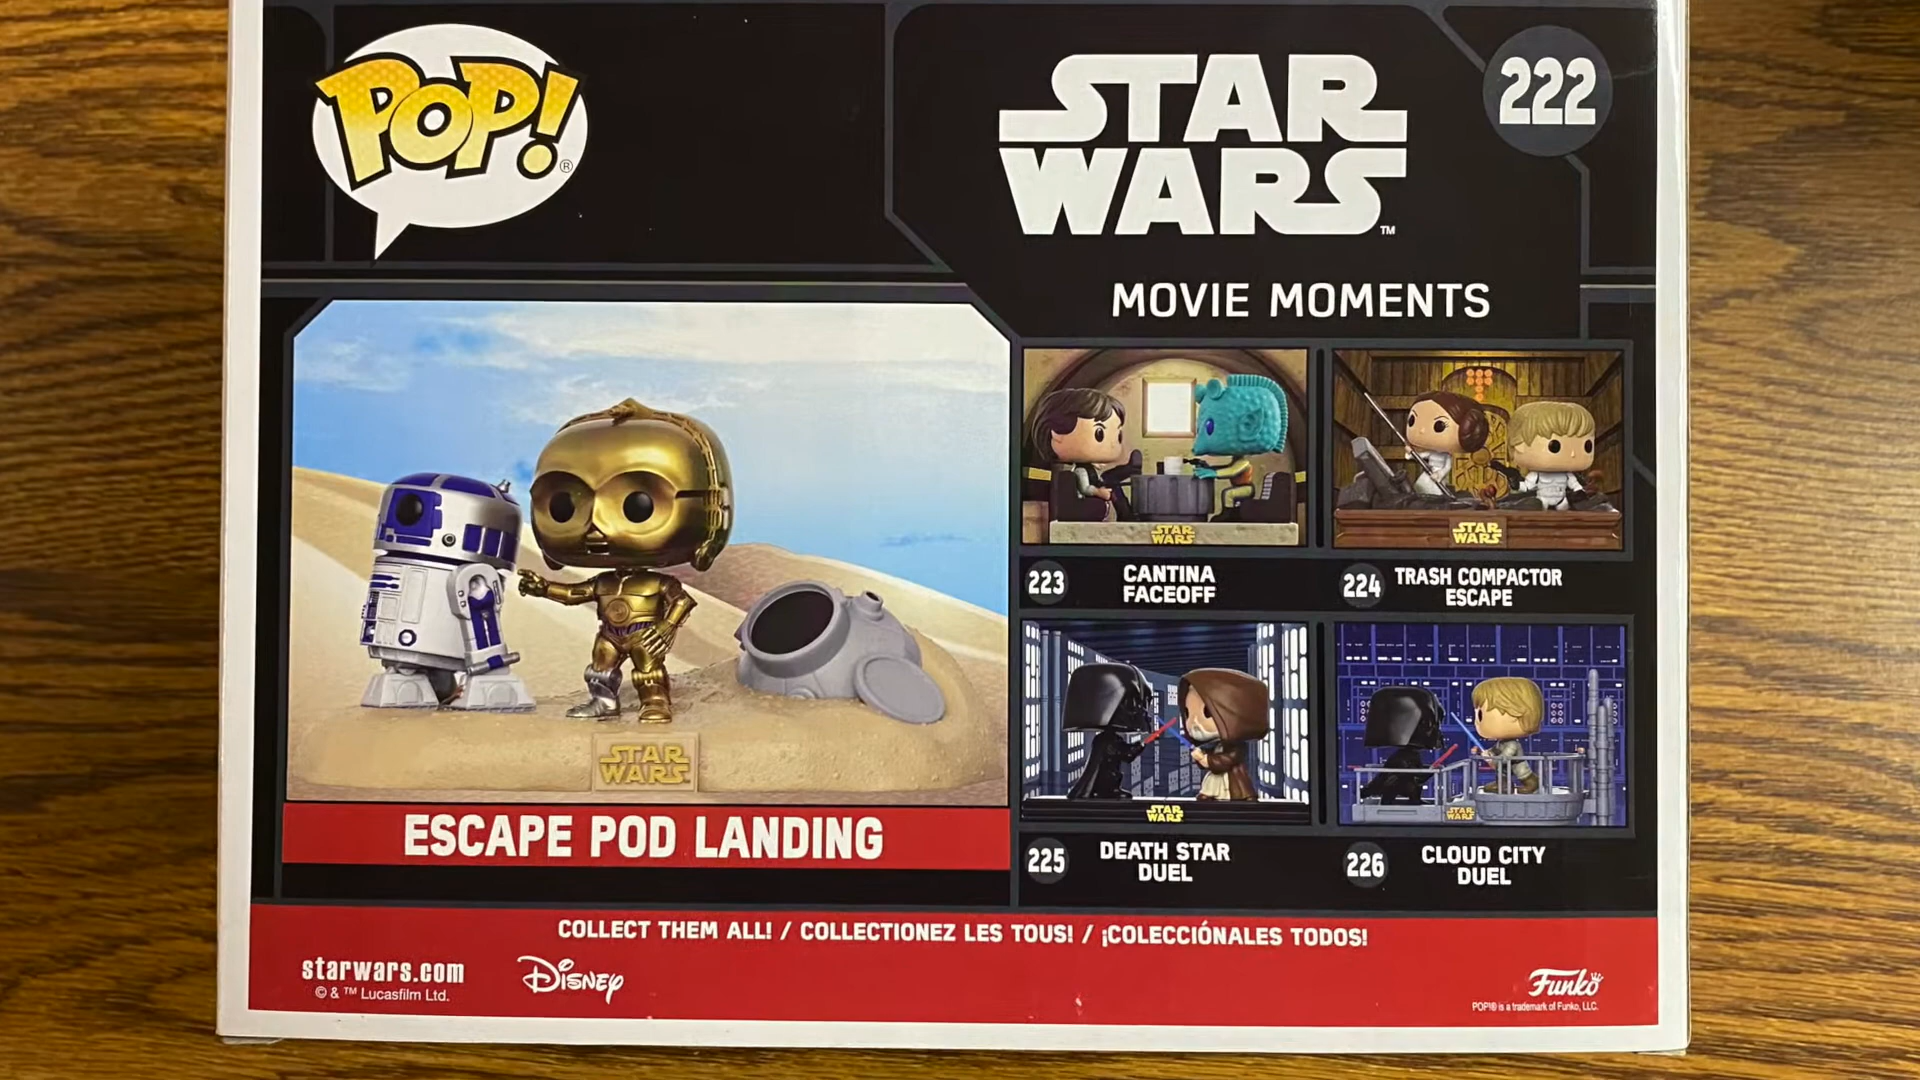 POP!
®
STAR
WARS
™
222
MOVIE MOMENTS
STAR
WARS
ESCAPE POD LANDING
STAR
WARS
223
CANTINA
FACEOFF
STAR
WARS
224
TRASH COMPACTOR
ESCAPE
STAR
WARS
225
DEATH STAR
DUEL
STAR
WARS
226
CLOUD CITY
DUEL
COLLECT THEM ALL! / COLLECTIONEZ LES TOUS! / ¡COLECCIÓNALES TODOS!
starwars.com
© & ™ Lucasfilm Ltd.
Disney
Funko
POP!® is a trademark of Funko, LLC.